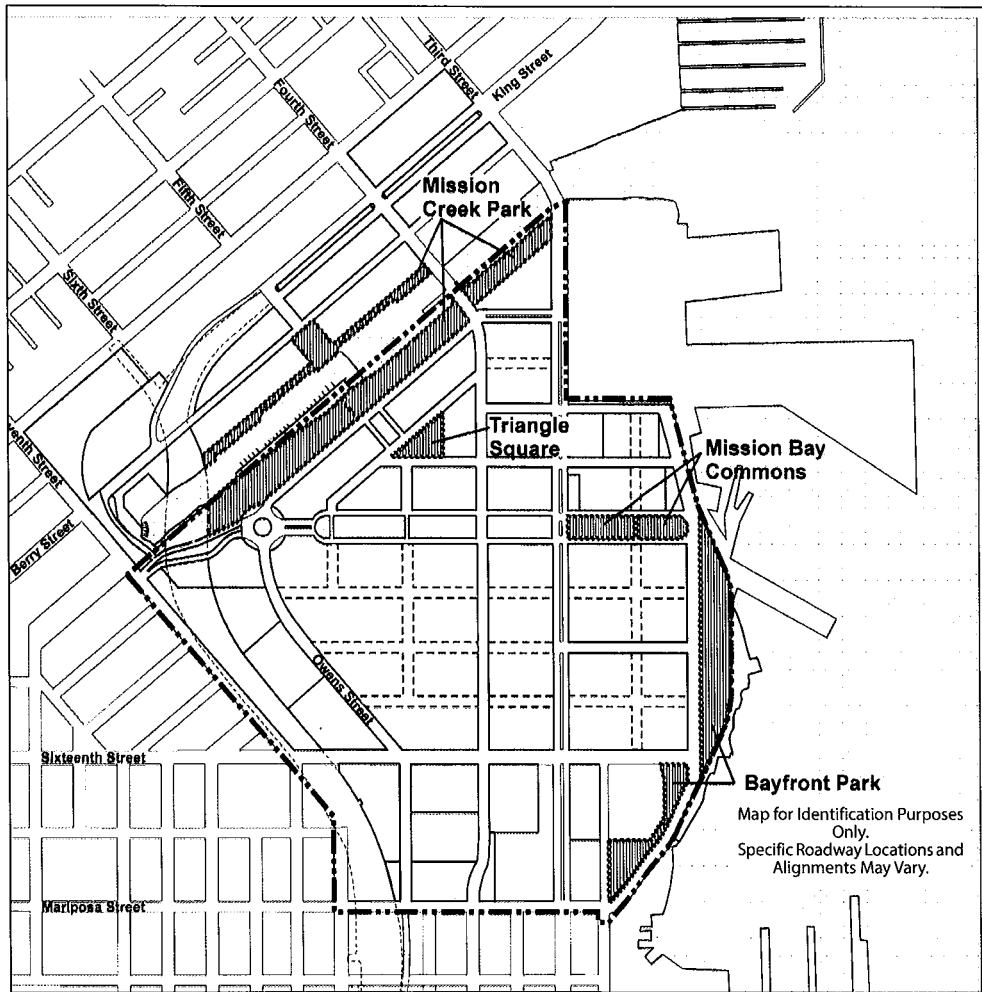 Third Street
King Street
Fourth Street
Mission
Creek Park
Fifth Street
Sixth Street
Triangle
Square
Mission Bay
Commons
venth Street
Berry Street
Owens Street
Sixteenth Street
Bayfront Park
Map for Identification Purposes
Only.
Specific Roadway Locations and
Alignments May Vary.
Mariposa Street